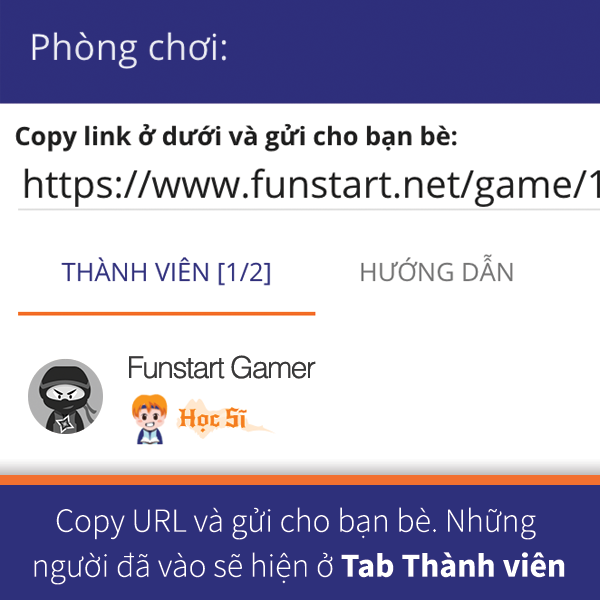 Phòng chơi:
Copy link ở dưới và gửi cho bạn bè:
https://www.funstart.net/game/1
THÀNH VIÊN [1/2]
HƯỚNG DẪN
Funstart Gamer
Học Sĩ
Copy URL và gửi cho bạn bè. Những
người đã vào sẽ hiện ở Tab Thành viên